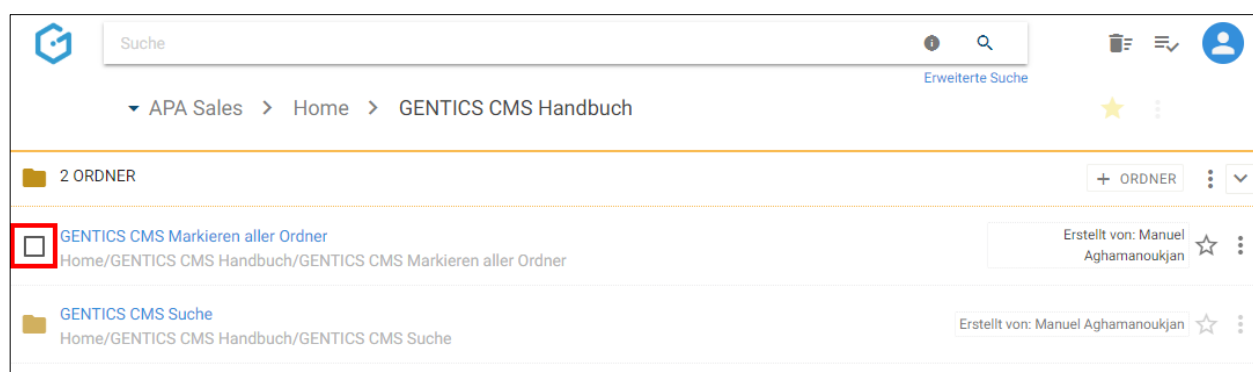 Suche
Erweiterte Suche
APA Sales > Home > GENTICS CMS Handbuch
2 ORDNER
+ ORDNER
GENTICS CMS Markieren aller Ordner
Home/GENTICS CMS Handbuch/GENTICS CMS Markieren aller Ordner
Erstellt von: Manuel
Aghamanoukjan
GENTICS CMS Suche
Home/GENTICS CMS Handbuch/GENTICS CMS Suche
Erstellt von: Manuel Aghamanoukjan